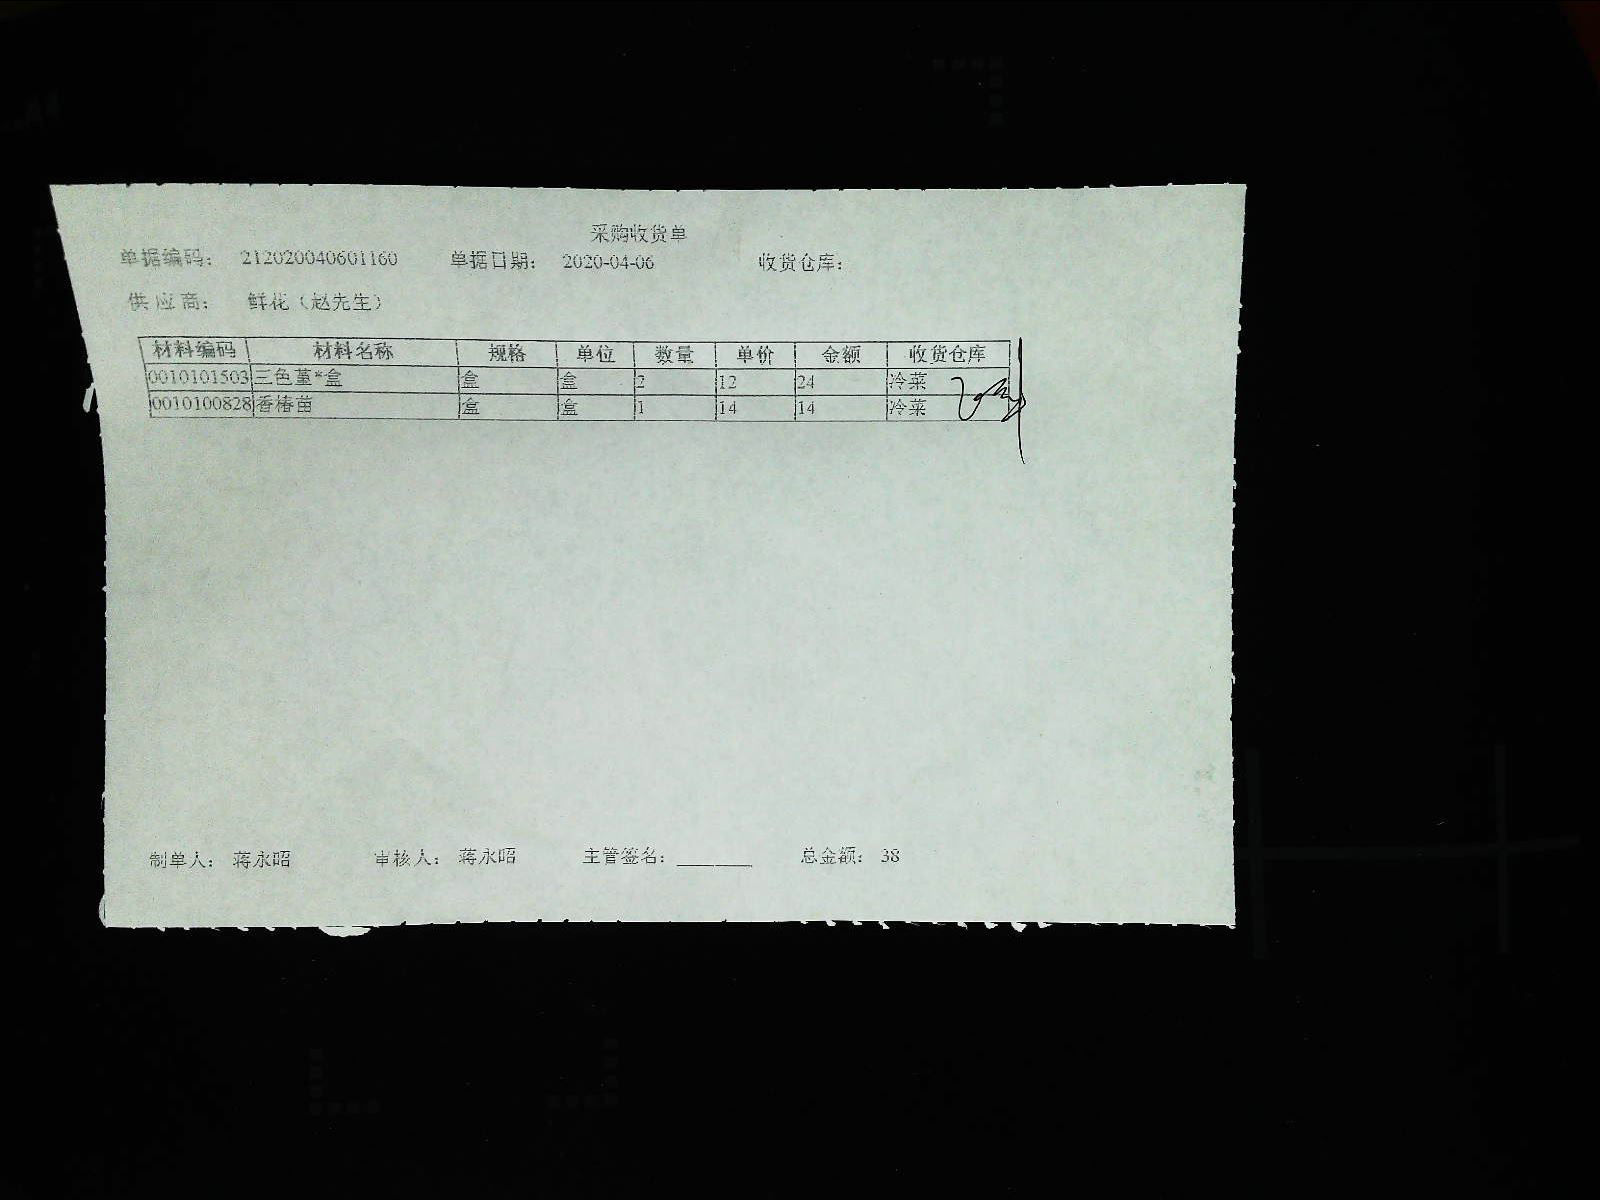 采购收货单
单据编码： 212020040601160 单据日期： 2020-04-06 收货仓库：
供应商： 鲜花（赵先生）
材料编码 材料名称 规格 单位 数量 单价 金额 收货仓库
0010101503 三色堇*盒 盒 盒 2 12 24 冷菜
0010100828 香椿苗 盒 盒 1 14 14 冷菜
制单人： 蒋永昭 审核人： 蒋永昭 主管签名： 总金额： 38